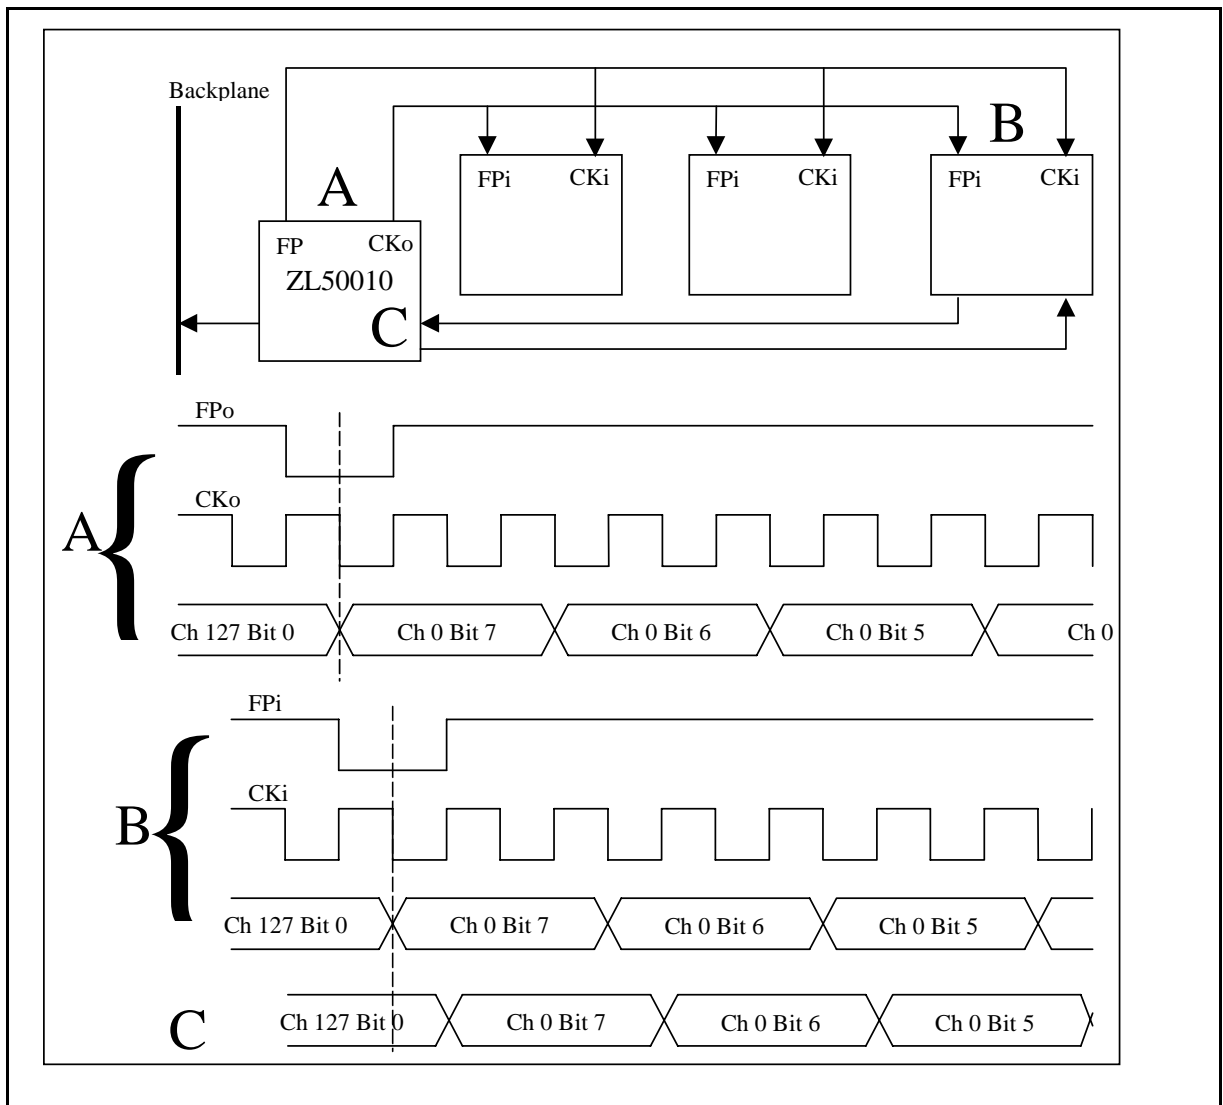 Backplane
A
B
FPi CKi
FPi CKi
FPi CKi
FP CKo
ZL50010
C
FPo
A
CKo
Ch 127 Bit 0 Ch 0 Bit 7 Ch 0 Bit 6 Ch 0 Bit 5 Ch 0
FPi
B
CKi
Ch 127 Bit 0 Ch 0 Bit 7 Ch 0 Bit 6 Ch 0 Bit 5
C
Ch 127 Bit 0 Ch 0 Bit 7 Ch 0 Bit 6 Ch 0 Bit 5